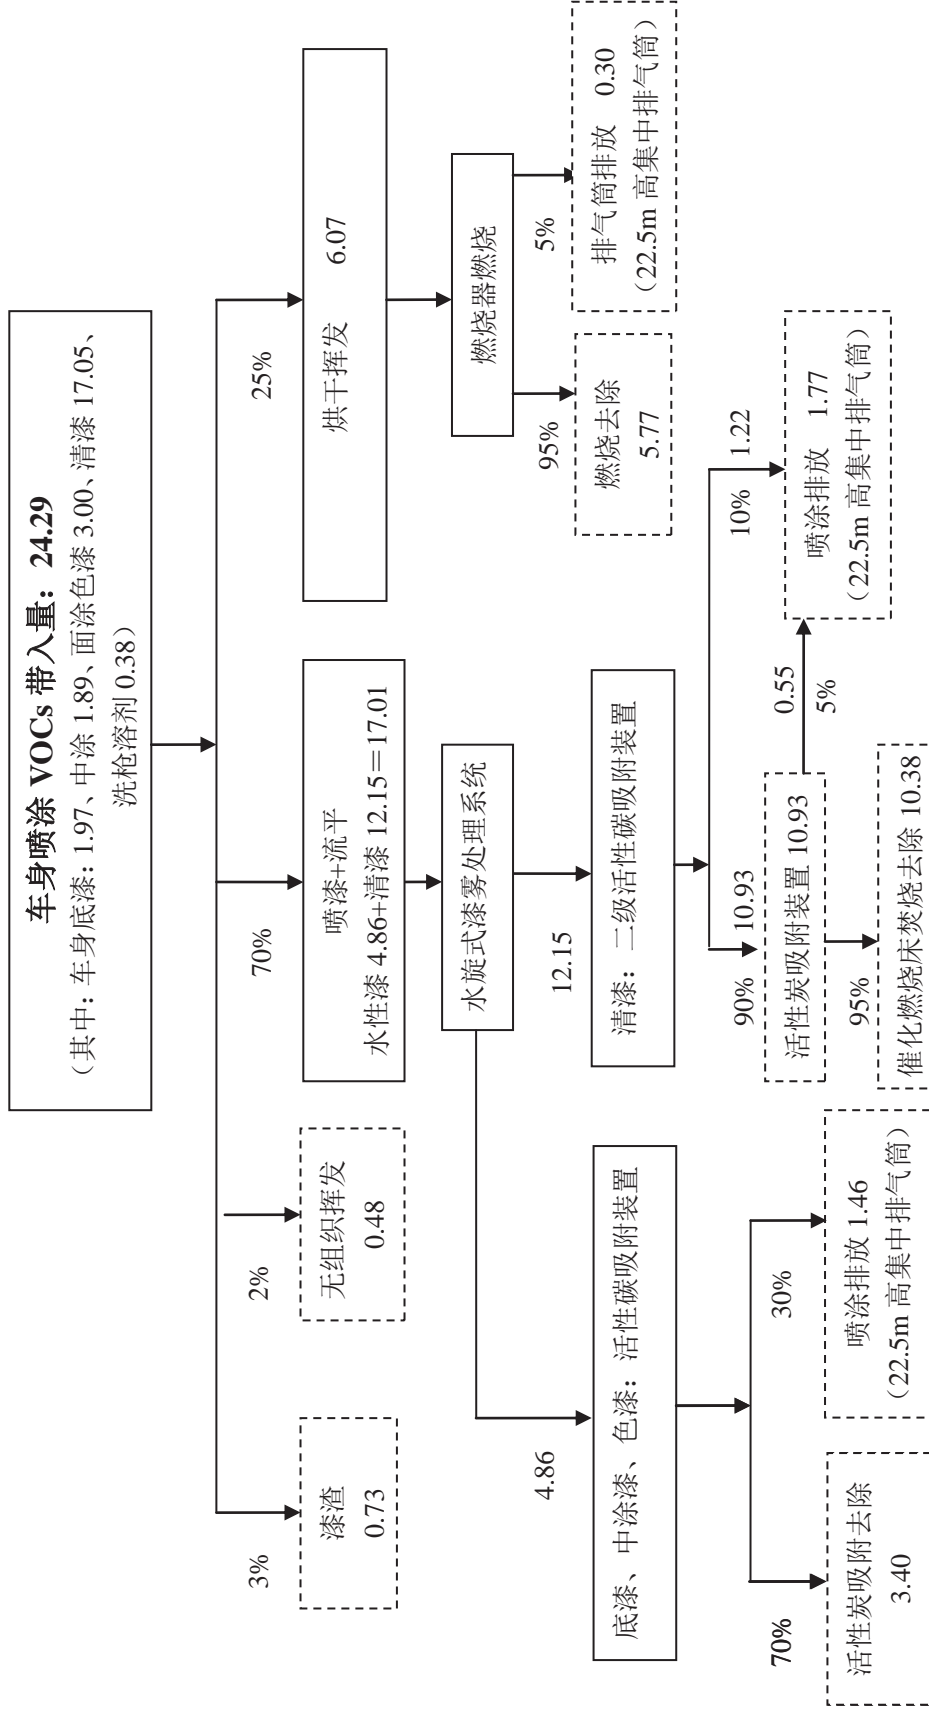 车身喷涂 VOCs 带入量：24.29
（其中：车身底漆：1.97、中涂 1.89、面涂色漆 3.00、清漆 17.05、
洗枪溶剂 0.38）
3%
2%
70%
25%
漆渣
0.73
无组织挥发
0.48
喷漆+流平
水性漆 4.86+清漆 12.15＝17.01
烘干挥发 6.07
水旋式漆雾处理系统
燃烧器燃烧
4.86
12.15
95%
5%
底漆、中涂漆、色漆：活性碳吸附装置
清漆：二级活性碳吸附装置
燃烧去除
5.77
排气筒排放 0.30
（22.5m 高集中排气筒）
70%
30%
90%
10.93
10%
1.22
活性炭吸附去除
3.40
喷涂排放 1.46
（22.5m 高集中排气筒）
活性炭吸附装置 10.93
0.55
5%
喷涂排放 1.77
（22.5m 高集中排气筒）
95%
催化燃烧床焚烧去除 10.38